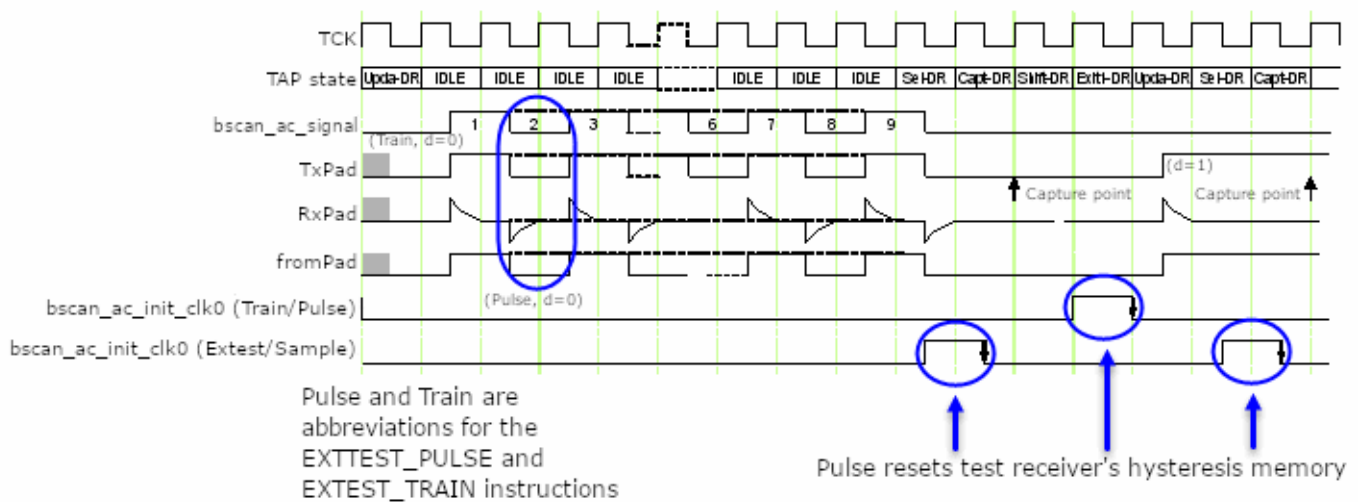 TCK
TAP state Upda-DR IDLE IDLE IDLE IDLE IDLE IDLE IDLE Sel-DR Capt-DR Shift-DR Exit1-DR Upda-DR Sel-DR Capt-DR
bscan_ac_signal 1 2 3 6 7 8 9
(Train, d=0)
TxPad (d=1)
Capture point Capture point
RxPad
fromPad
(Pulse, d=0)
bscan_ac_init_clk0 (Train/Pulse)
bscan_ac_init_clk0 (Extest/Sample)
Pulse and Train are
abbreviations for the
EXTTEST_PULSE and
EXTEST_TRAIN instructions
Pulse resets test receiver's hysteresis memory